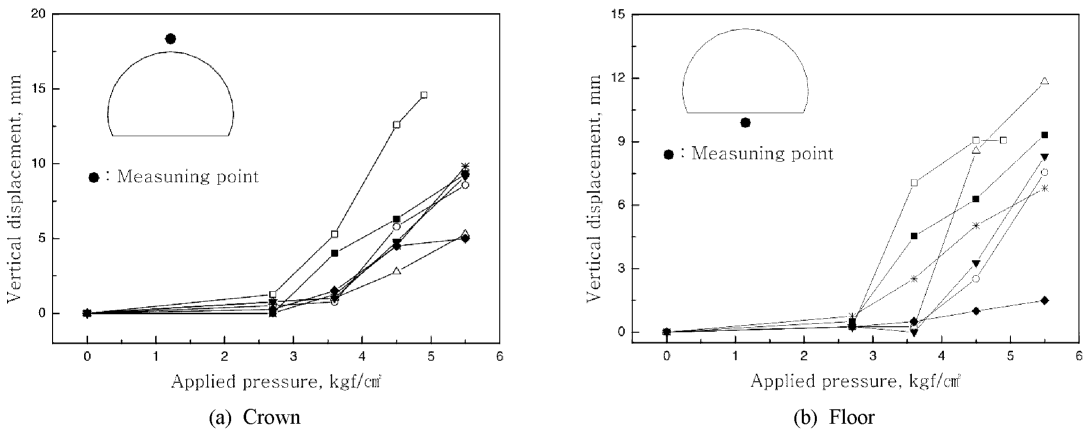 20
15
10
5
0
Vertical displacement, mm
● : Measuning point
0 1 2 3 4 5 6
Applied pressure, kgf/㎠
(a) Crown
15
12
9
6
3
0
Vertical displacement, mm
● : Measuring point
0 1 2 3 4 5 6
Applied pressure, kgf/㎠
(b) Floor